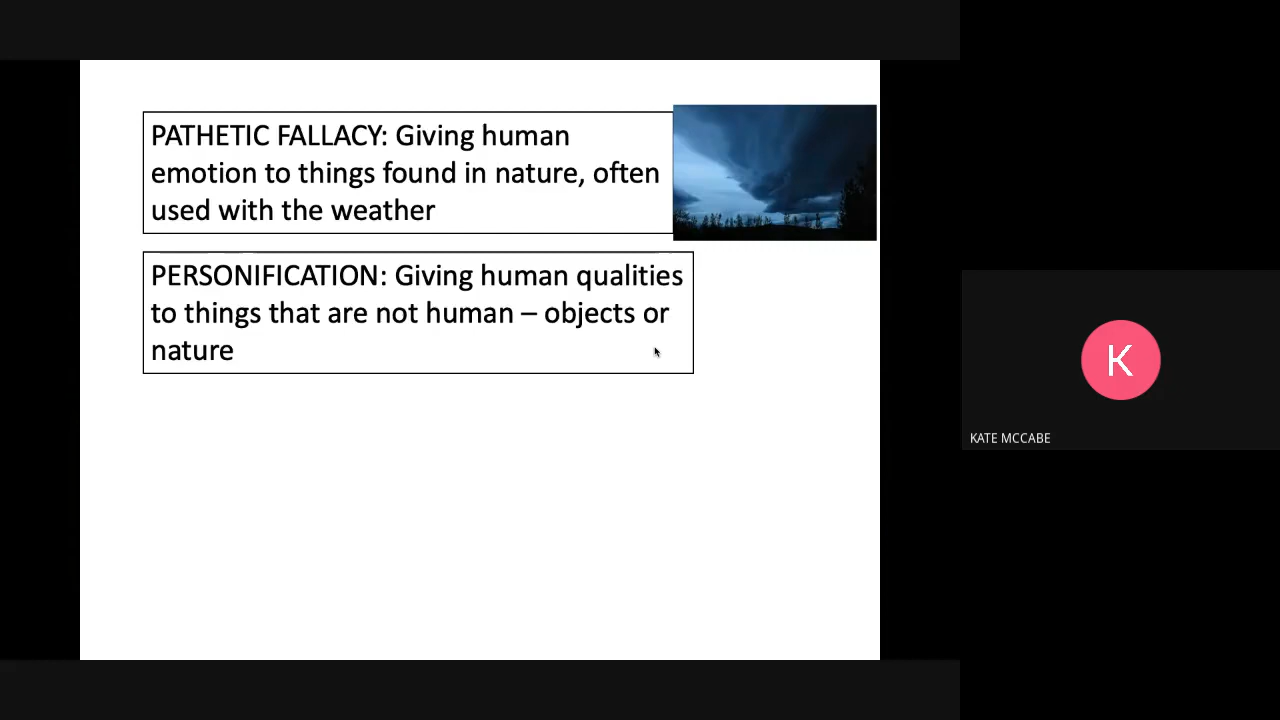 PATHETIC FALLACY: Giving human
emotion to things found in nature, often
used with the weather
PERSONIFICATION: Giving human qualities
to things that are not human – objects or
nature
K
KATE MCCABE